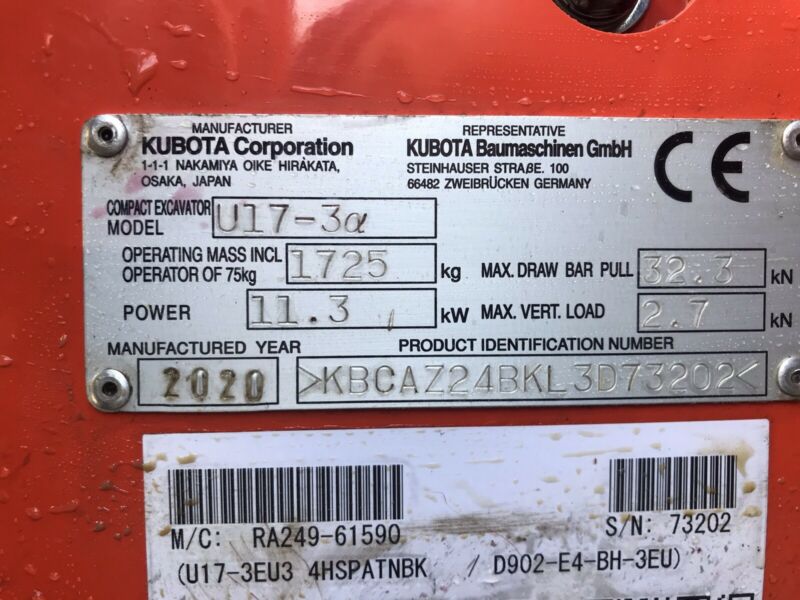 MANUFACTURER
KUBOTA Corporation
1-1-1 NAKAMIYA OIKE HIRAKATA,
OSAKA, JAPAN
REPRESENTATIVE
KUBOTA Baumaschinen GmbH
STEINHAUSER STRAßE. 100
66482 ZWEIBRÜCKEN GERMANY
CE
COMPACT EXCAVATOR
MODEL U17-3α
OPERATING MASS INCL
OPERATOR OF 75kg 1725 kg
MAX. DRAW BAR PULL 32.3 kN
POWER 11.3 kW
MAX. VERT. LOAD 2.7 kN
MANUFACTURED YEAR
2020
PRODUCT IDENTIFICATION NUMBER
>KBCAZ24BKL3D73202<
M/C: RA249-61590
S/N: 73202
(U17-3EU3 4HSPATNBK / D902-E4-BH-3EU)